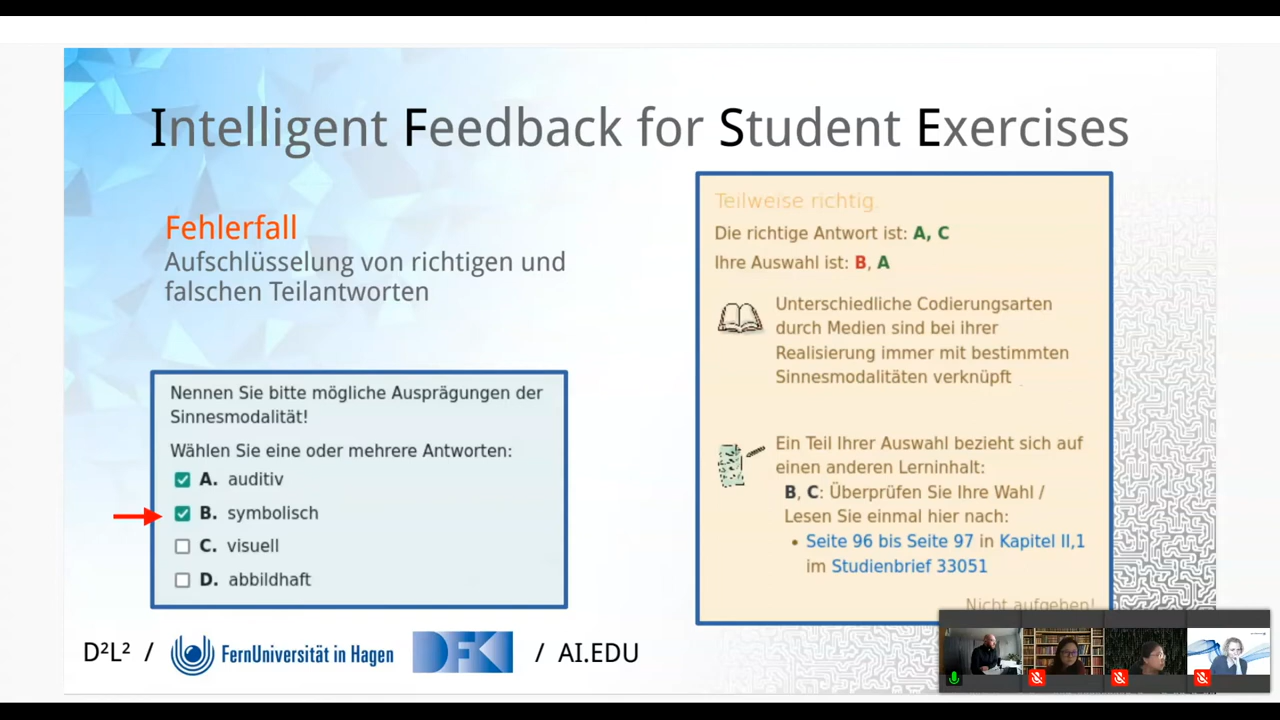 Intelligent Feedback for Student Exercises
Fehlerfall
Aufschlüsselung von richtigen und
falschen Teilantworten
Nennen Sie bitte mögliche Ausprägungen der
Sinnesmodalität!
Wählen Sie eine oder mehrere Antworten:
A. auditiv
B. symbolisch
C. visuell
D. abbildhaft
Teilweise richtig.
Die richtige Antwort ist: A, C
Ihre Auswahl ist: B, A
Unterschiedliche Codierungsarten
durch Medien sind bei ihrer
Realisierung immer mit bestimmten
Sinnesmodalitäten verknüpft
Ein Teil Ihrer Auswahl bezieht sich auf
einen anderen Lerninhalt:
B, C: Überprüfen Sie Ihre Wahl /
Lesen Sie einmal hier nach:
• Seite 96 bis Seite 97 in Kapitel II,1
im Studienbrief 33051
Nicht aufgeben!
D²L² / FernUniversität in Hagen DFKI / AI.EDU